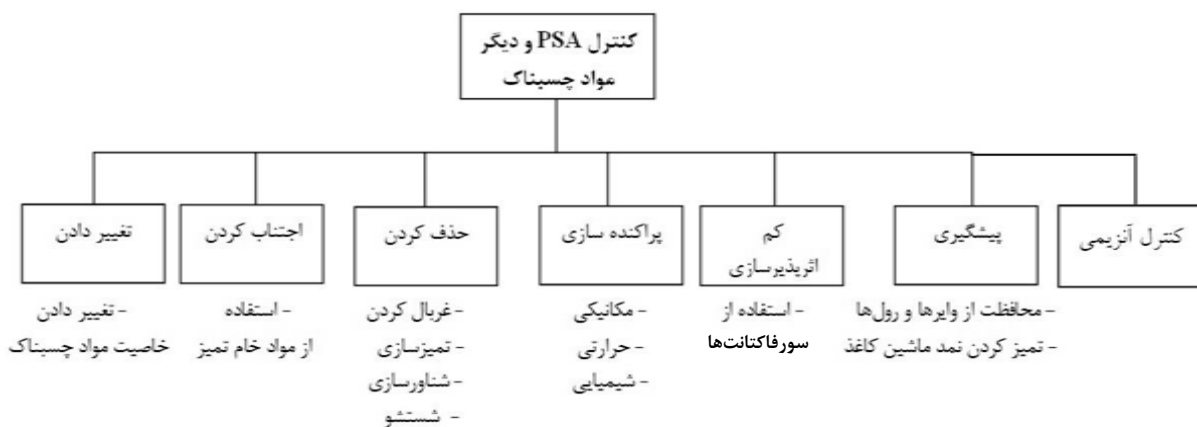 کنترل PSA و دیگر
مواد چسبناک
کنترل آنزیمی
پیشگیری
- محافظت از وایرها و رول‌ها
- تمیز کردن نمد ماشین کاغذ
کم
اثرپذیرسازی
- استفاده از
سورفاکتانت‌ها
پراکنده سازی
- مکانیکی
- حرارتی
- شیمیایی
حذف کردن
- غربال کردن
- تمیزسازی
- شناورسازی
- شستشو
اجتناب کردن
- استفاده
از مواد خام تمیز
تغییر دادن
- تغییر دادن
خاصیت مواد چسبناک